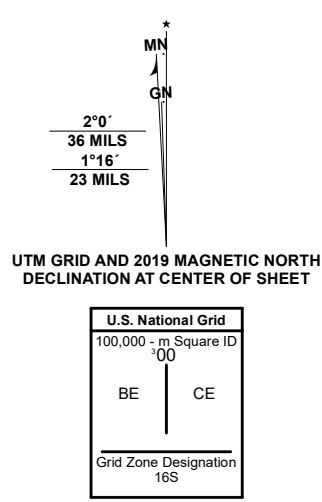 ★
MN
GN
2°0´
36 MILS
1°16´
23 MILS
UTM GRID AND 2019 MAGNETIC NORTH
DECLINATION AT CENTER OF SHEET
U.S. National Grid
100,000 - m Square ID
³00
BE CE
Grid Zone Designation
16S